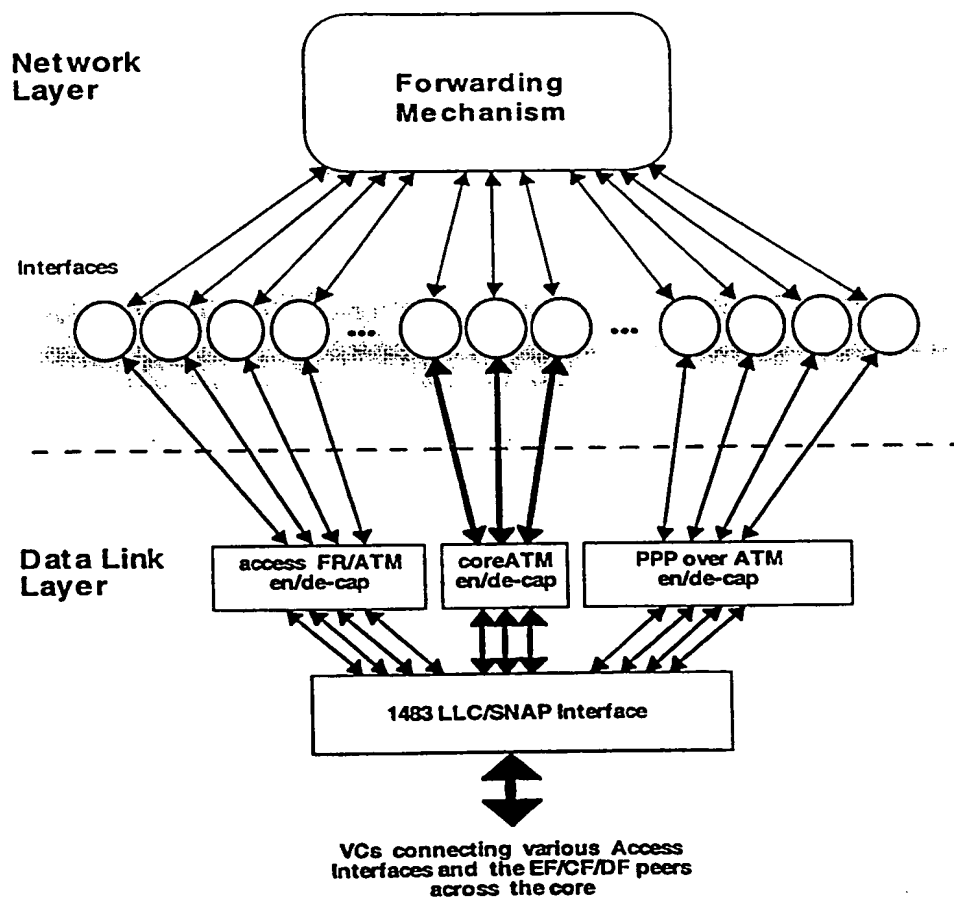 Network
Layer
Forwarding
Mechanism
Interfaces
...
...
Data Link
Layer
access FR/ATM
en/de-cap
coreATM
en/de-cap
PPP over ATM
en/de-cap
1483 LLC/SNAP Interface
VCs connecting various Access
Interfaces and the EF/CF/DF peers
across the core